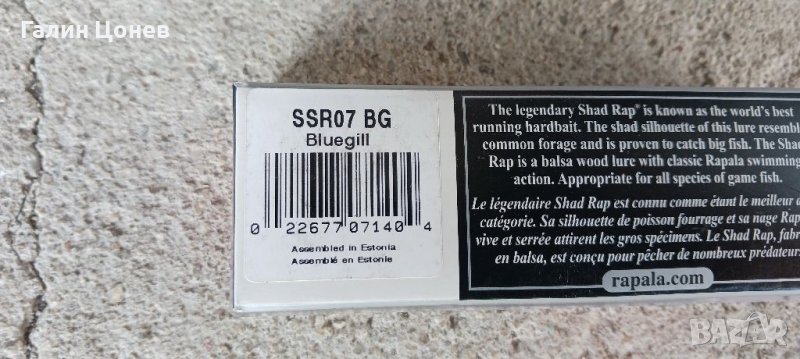 Галин Цонев
SSR07 BG
Bluegill
0 22677 07140 4
Assembled in Estonia
Assemblé en Estonie
The legendary Shad Rap® is known as the world's best
running hardbait. The shad silhouette of this lure resembl
common forage and is proven to catch big fish. The Shad
Rap is a balsa wood lure with classic Rapala swimming
action. Appropriate for all species of game fish.
Le légendaire Shad Rap est connu comme étant le meilleur d
catégorie. Sa silhouette de poisson fourrage et sa nage Rap
vive et serrée attirent les gros spécimens. Le Shad Rap, fabr
en balsa, est conçu pour pêcher de nombreux prédateur
rapala.com
BAZAR